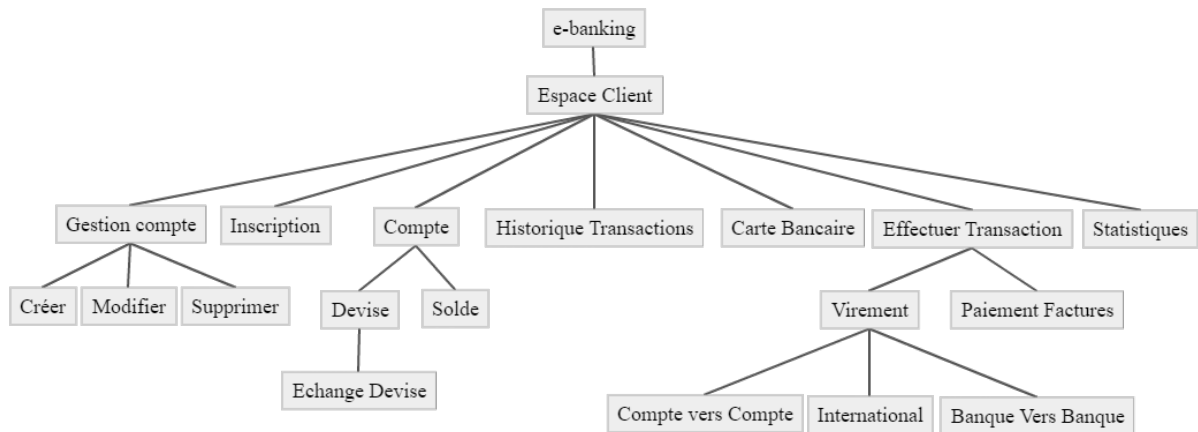 e-banking
Espace Client
Gestion compte
Inscription
Compte
Historique Transactions
Carte Bancaire
Effectuer Transaction
Statistiques
Créer
Modifier
Supprimer
Devise
Solde
Virement
Paiement Factures
Echange Devise
Compte vers Compte
International
Banque Vers Banque